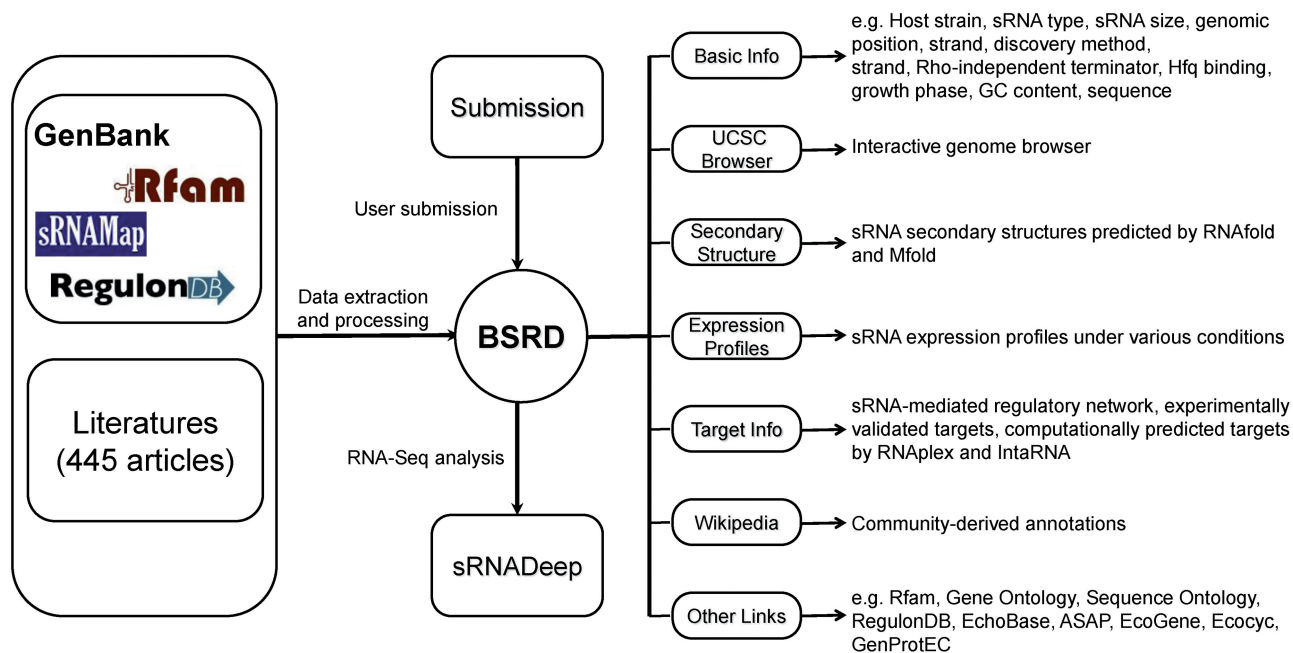 GenBank
Rfam
sRNAMap
RegulonDB
Literatures
(445 articles)
Data extraction
and processing
Submission
User submission
BSRD
RNA-Seq analysis
sRNADeep
Basic Info
e.g. Host strain, sRNA type, sRNA size, genomic
position, strand, discovery method,
strand, Rho-independent terminator, Hfq binding,
growth phase, GC content, sequence
UCSC
Browser
Interactive genome browser
Secondary
Structure
sRNA secondary structures predicted by RNAfold
and Mfold
Expression
Profiles
sRNA expression profiles under various conditions
Target Info
sRNA-mediated regulatory network, experimentally
validated targets, computationally predicted targets
by RNAplex and IntaRNA
Wikipedia
Community-derived annotations
Other Links
e.g. Rfam, Gene Ontology, Sequence Ontology,
RegulonDB, EchoBase, ASAP, EcoGene, Ecocyc,
GenProtEC